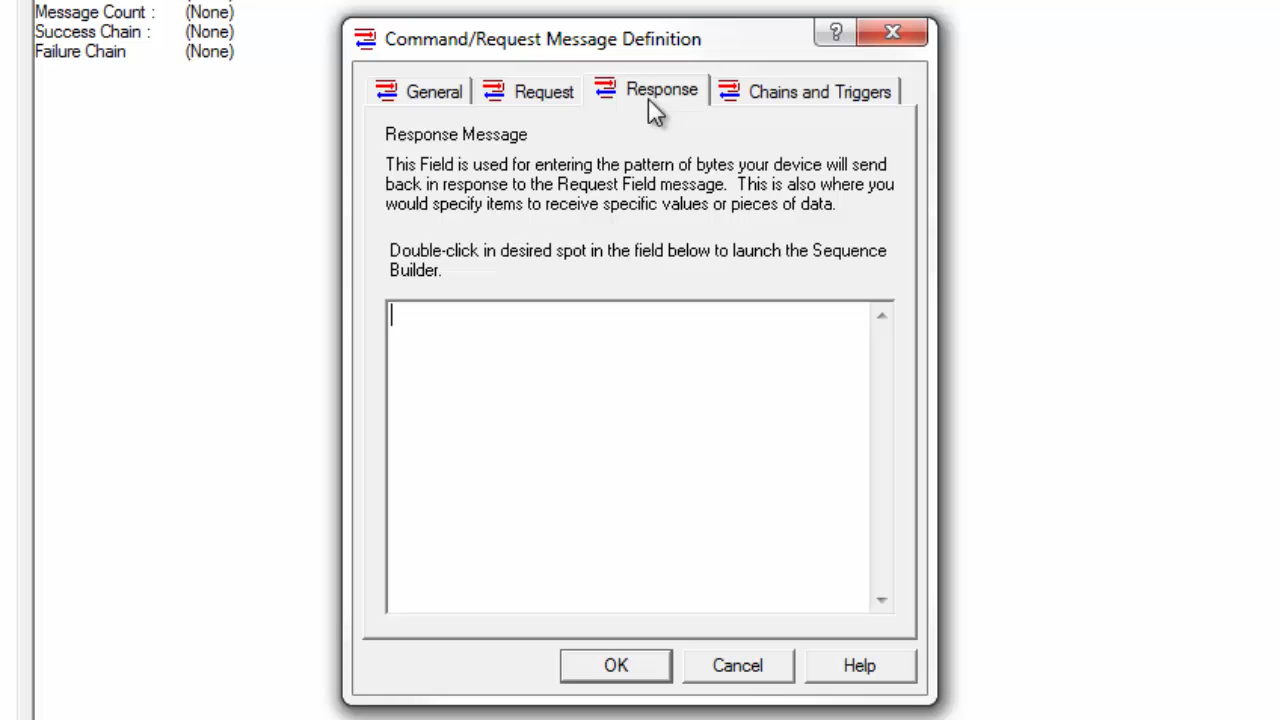 Message Count : (None)
Success Chain : (None)
Failure Chain (None)
Command/Request Message Definition
?
General Request Response Chains and Triggers
Response Message
This Field is used for entering the pattern of bytes your device will send
back in response to the Request Field message. This is also where you
would specify items to receive specific values or pieces of data.
Double-click in desired spot in the field below to launch the Sequence
Builder.
OK Cancel Help